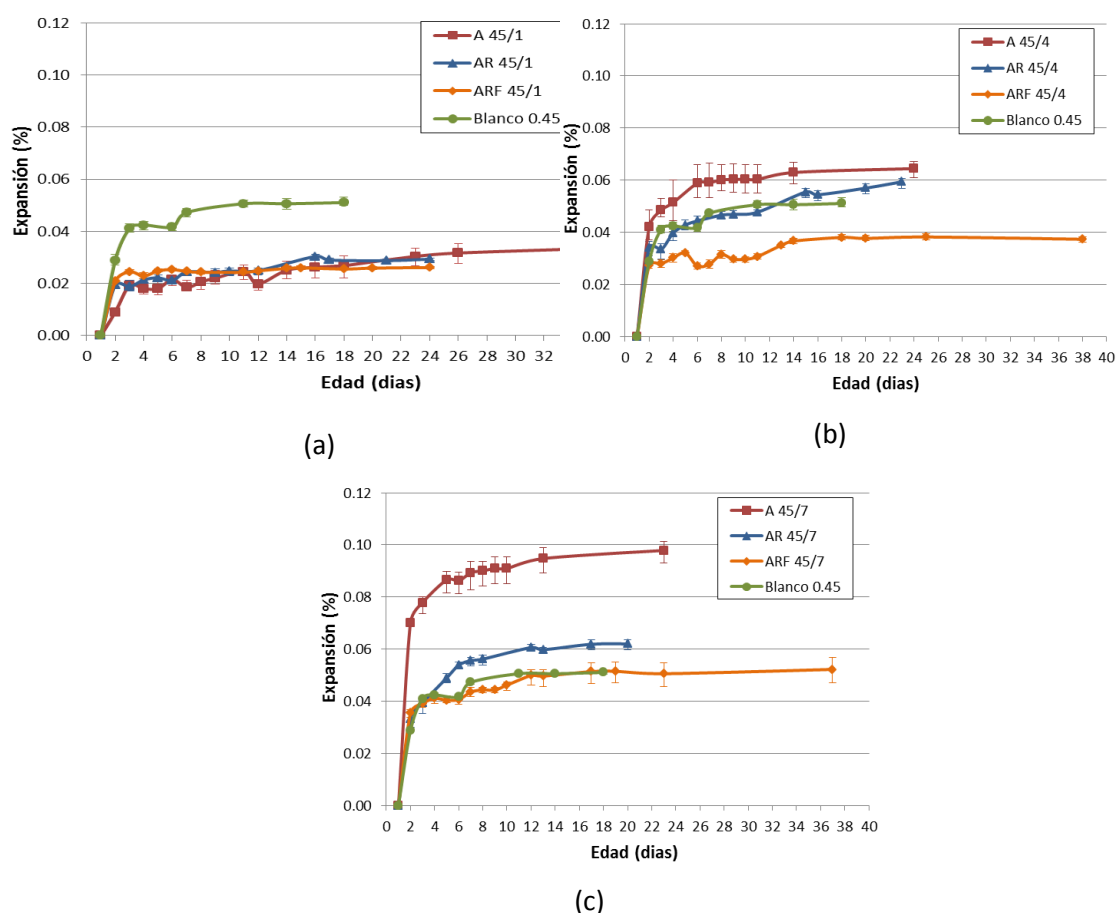 0.12
0.10
0.08
0.06
0.04
0.02
0.00
Expansión (%)
A 45/1
AR 45/1
ARF 45/1
Blanco 0.45
0 2 4 6 8 10 12 14 16 18 20 22 24 26 28 30 32
Edad (dias)
(a)
0.12
0.10
0.08
0.06
0.04
0.02
0.00
Expansión (%)
A 45/4
AR 45/4
ARF 45/4
Blanco 0.45
0 2 4 6 8 10 12 14 16 18 20 22 24 26 28 30 32 34 36 38
Edad (dias)
(b)
0.12
0.10
0.08
0.06
0.04
0.02
0.00
Expansión (%)
A 45/7
AR 45/7
ARF 45/7
Blanco 0.45
0 2 4 6 8 10 12 14 16 18 20 22 24 26 28 30 32 34 36 38 40
Edad (dias)
(c)